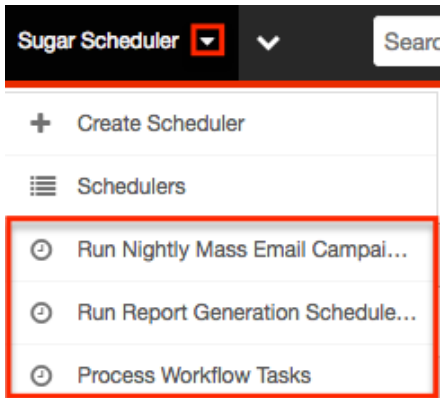 Sugar Scheduler
Searc
Create Scheduler
Schedulers
Run Nightly Mass Email Campai...
Run Report Generation Schedule...
Process Workflow Tasks